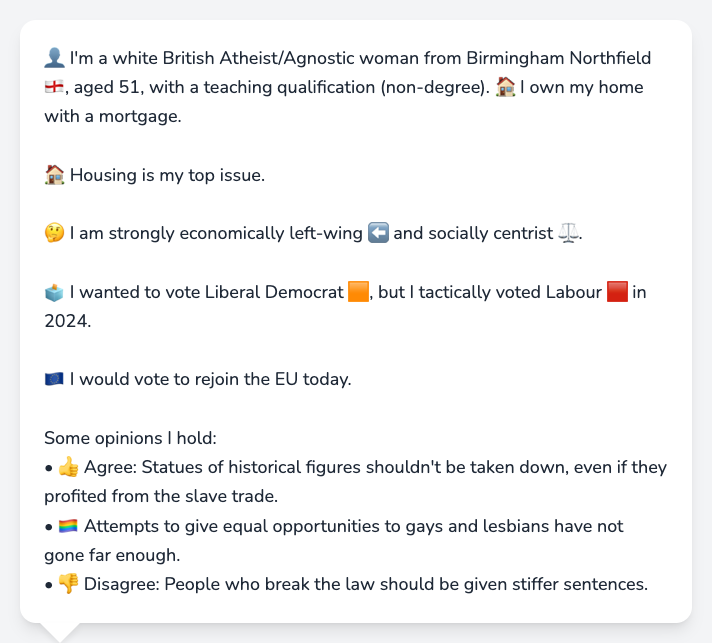 👤 I'm a white British Atheist/Agnostic woman from Birmingham Northfield
🏴󠁧󠁢󠁥󠁮󠁧󠁿, aged 51, with a teaching qualification (non-degree). 🏠 I own my home
with a mortgage.
🏠 Housing is my top issue.
🤔 I am strongly economically left-wing ⬅️ and socially centrist ⚖️.
🗳️ I wanted to vote Liberal Democrat 🟧, but I tactically voted Labour 🟥 in
2024.
🇪🇺 I would vote to rejoin the EU today.
Some opinions I hold:
• 👍 Agree: Statues of historical figures shouldn't be taken down, even if they
profited from the slave trade.
• 🏳️‍🌈 Attempts to give equal opportunities to gays and lesbians have not
gone far enough.
• 👎 Disagree: People who break the law should be given stiffer sentences.